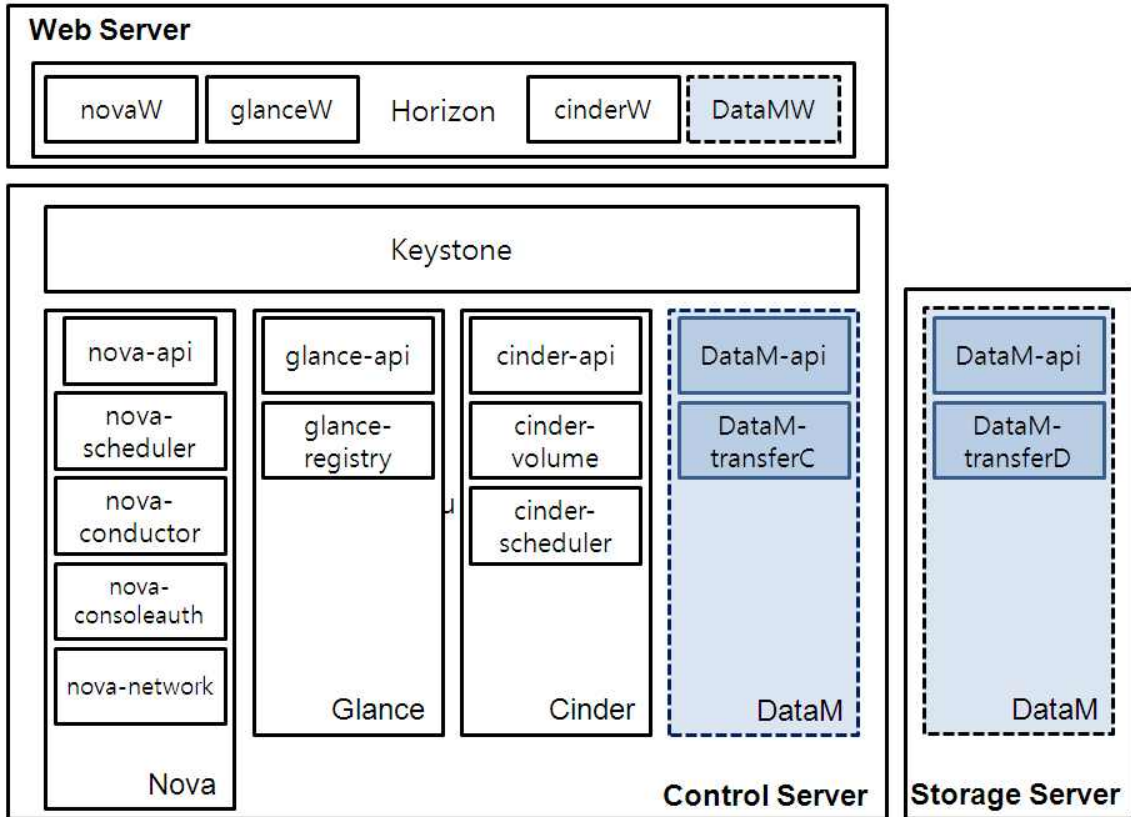 Web Server
novaW
glanceW
Horizon
cinderW
DataMW
Keystone
nova-api
nova-
scheduler
nova-
conductor
nova-
consoleauth
nova-network
Nova
glance-api
glance-
registry
Glance
cinder-api
cinder-
volume
cinder-
scheduler
Cinder
DataM-api
DataM-
transferC
DataM
Control Server
DataM-api
DataM-
transferD
DataM
Storage Server